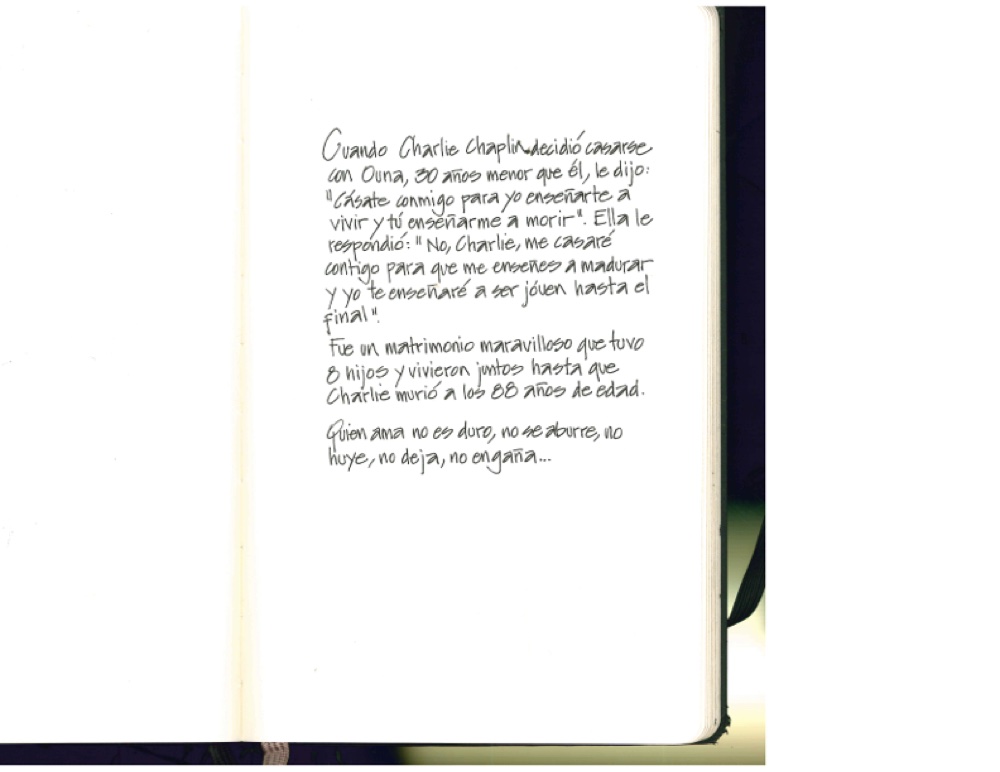 Cuando Charlie Chaplin decidió casarse
con Ouna, 30 años menor que él, le dijo:
"Cásate conmigo para yo enseñarte a
vivir y tú enseñarme a morir". Ella le
respondió: "No, Charlie, me casaré
contigo para que me enseñes a madurar
y yo te enseñaré a ser jóven hasta el
final".
Fue un matrimonio maravilloso que tuvo
8 hijos y vivieron juntos hasta que
Charlie murió a los 88 años de edad.
Quien ama no es duro, no se aburre, no
huye, no deja, no engaña...